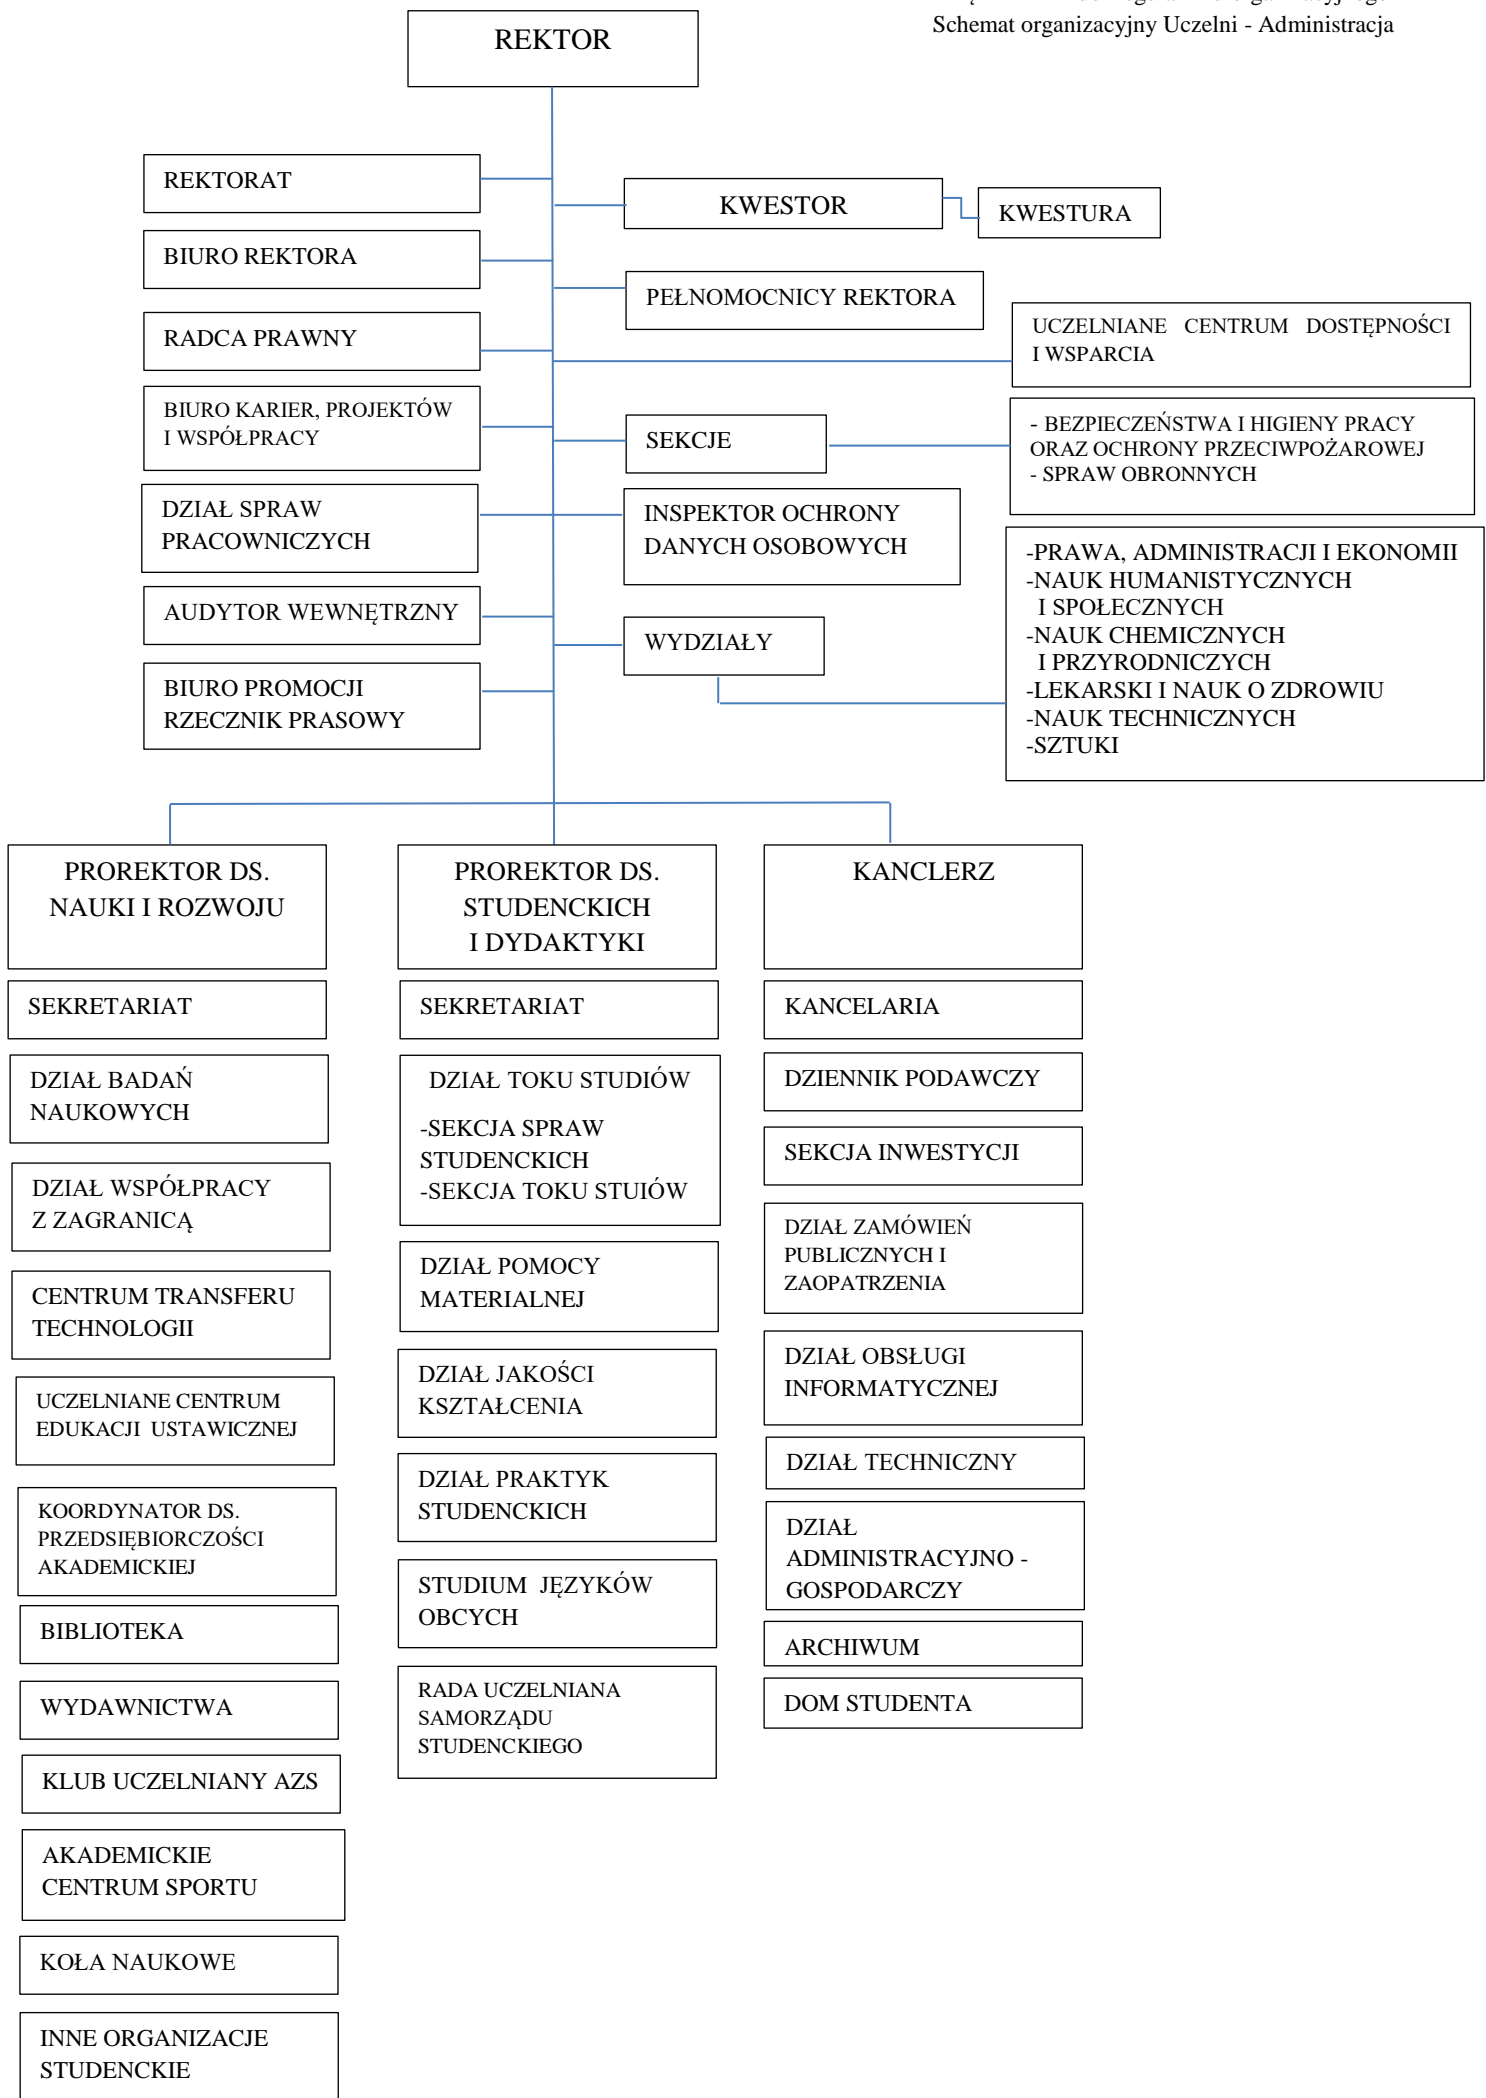 Schemat organizacyjny Uczelni - Administracja
REKTOR
REKTORAT
BIURO REKTORA
RADCA PRAWNY
BIURO KARIER, PROJEKTÓW
I WSPÓŁPRACY
DZIAŁ SPRAW
PRACOWNICZYCH
AUDYTOR WEWNĘTRZNY
BIURO PROMOCJI
RZECZNIK PRASOWY
KWESTOR
KWESTURA
PEŁNOMOCNICY REKTORA
UCZELNIANE CENTRUM DOSTĘPNOŚCI
I WSPARCIA
SEKCJE
- BEZPIECZEŃSTWA I HIGIENY PRACY
ORAZ OCHRONY PRZECIWPOŻAROWEJ
- SPRAW OBRONNYCH
INSPEKTOR OCHRONY
DANYCH OSOBOWYCH
WYDZIAŁY
-PRAWA, ADMINISTRACJI I EKONOMII
-NAUK HUMANISTYCZNYCH
I SPOŁECZNYCH
-NAUK CHEMICZNYCH
I PRZYRODNICZYCH
-LEKARSKI I NAUK O ZDROWIU
-NAUK TECHNICZNYCH
-SZTUKI
PROREKTOR DS.
NAUKI I ROZWOJU
SEKRETARIAT
DZIAŁ BADAŃ
NAUKOWYCH
DZIAŁ WSPÓŁPRACY
Z ZAGRANICĄ
CENTRUM TRANSFERU
TECHNOLOGII
UCZELNIANE CENTRUM
EDUKACJI USTAWICZNEJ
KOORDYNATOR DS.
PRZEDSIĘBIORCZOŚCI
AKADEMICKIEJ
BIBLIOTEKA
WYDAWNICTWA
KLUB UCZELNIANY AZS
AKADEMICKIE
CENTRUM SPORTU
KOŁA NAUKOWE
INNE ORGANIZACJE
STUDENCKIE
PROREKTOR DS.
STUDENCKICH
I DYDAKTYKI
SEKRETARIAT
DZIAŁ TOKU STUDIÓW
-SEKCJA SPRAW
STUDENCKICH
-SEKCJA TOKU STUIÓW
DZIAŁ POMOCY
MATERIALNEJ
DZIAŁ JAKOŚCI
KSZTAŁCENIA
DZIAŁ PRAKTYK
STUDENCKICH
STUDIUM JĘZYKÓW
OBCYCH
RADA UCZELNIANA
SAMORZĄDU
STUDENCKIEGO
KANCLERZ
KANCELARIA
DZIENNIK PODAWCZY
SEKCJA INWESTYCJI
DZIAŁ ZAMÓWIEŃ
PUBLICZNYCH I
ZAOPATRZENIA
DZIAŁ OBSŁUGI
INFORMATYCZNEJ
DZIAŁ TECHNICZNY
DZIAŁ
ADMINISTRACYJNO -
GOSPODARCZY
ARCHIWUM
DOM STUDENTA